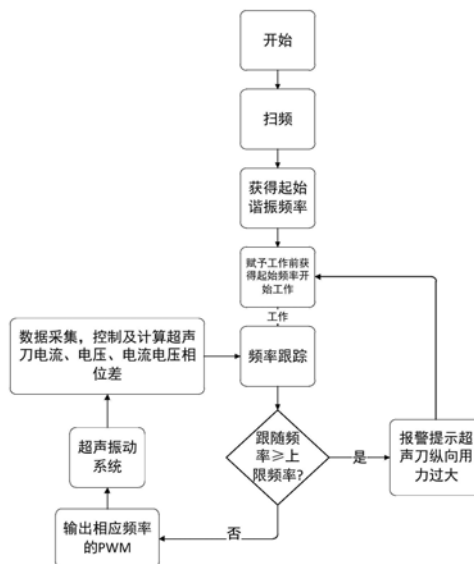 开始
扫频
获得起始
谐振频率
赋予工作前获
得起始频率开
始工作
工作
数据采集，控制及计算超声
刀电流、电压、电流电压相
位差
频率跟踪
跟随频
率≥上
限频率?
是
报警提示超
声刀纵向用
力过大
超声振动
系统
否
输出相应频率
的PWM